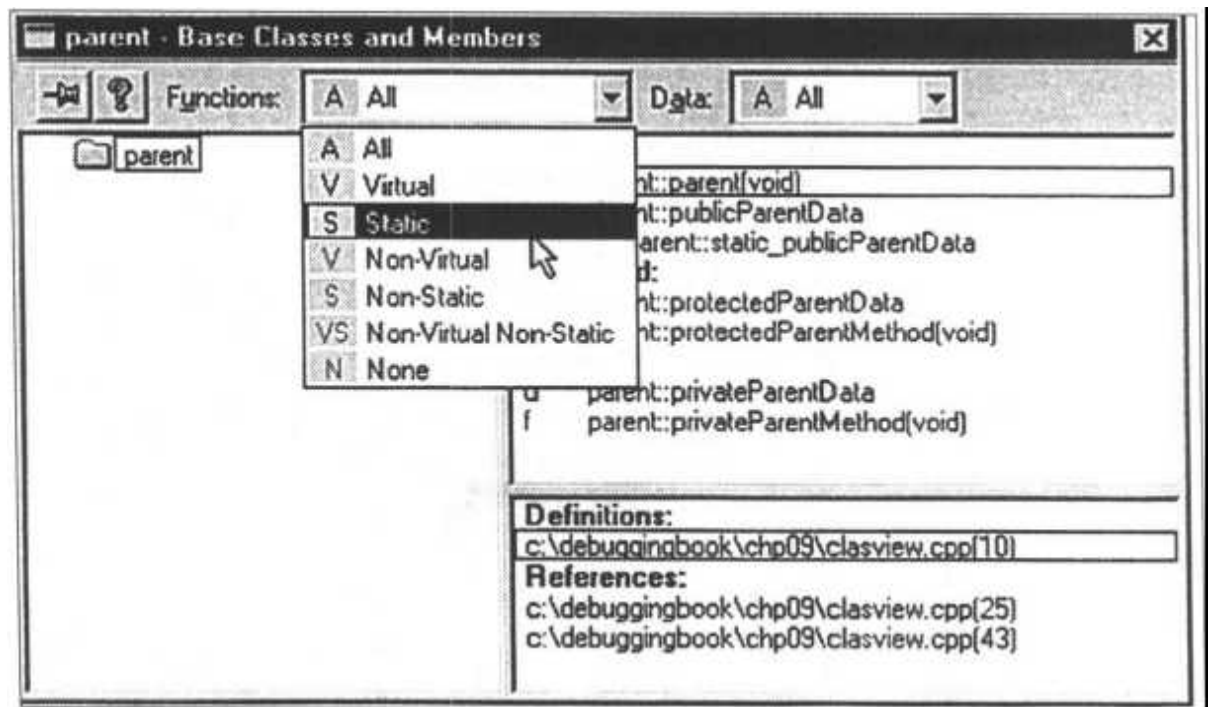 parent - Base Classes and Members
Functions: A All Data: A All
parent
A All
V Virtual
S Static
V Non-Virtual
S Non-Static
VS Non-Virtual Non-Static
N None
nt::parent(void)
nt::publicParentData
arent::static_publicParentData
d:
nt::protectedParentData
nt::protectedParentMethod(void)
d parent::privateParentData
f parent::privateParentMethod(void)
Definitions:
c:\debuggingbook\chp09\clasview.cpp(10)
References:
c:\debuggingbook\chp09\clasview.cpp(25)
c:\debuggingbook\chp09\clasview.cpp(43)